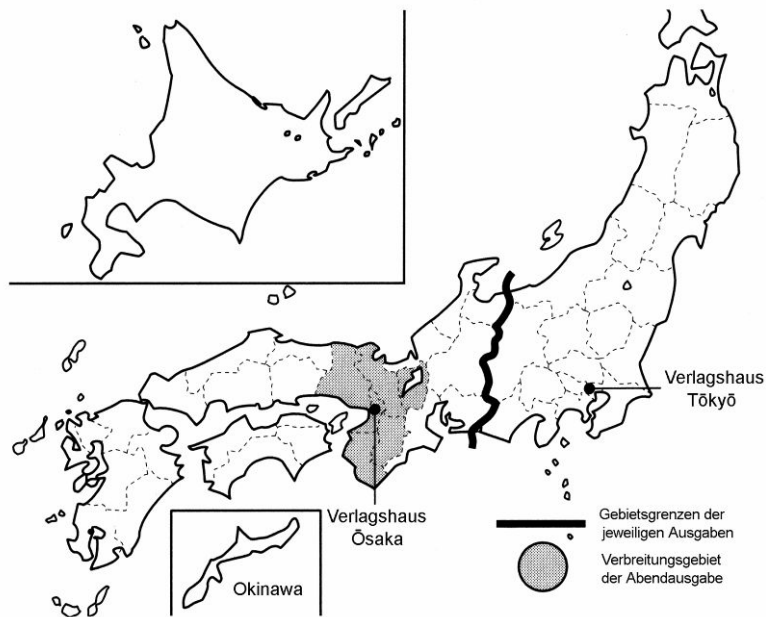 Verlagshaus
Tōkyō
Verlagshaus
Ōsaka
Okinawa
Gebietsgrenzen der
jeweiligen Ausgaben
Verbreitungsgebiet
der Abendausgabe